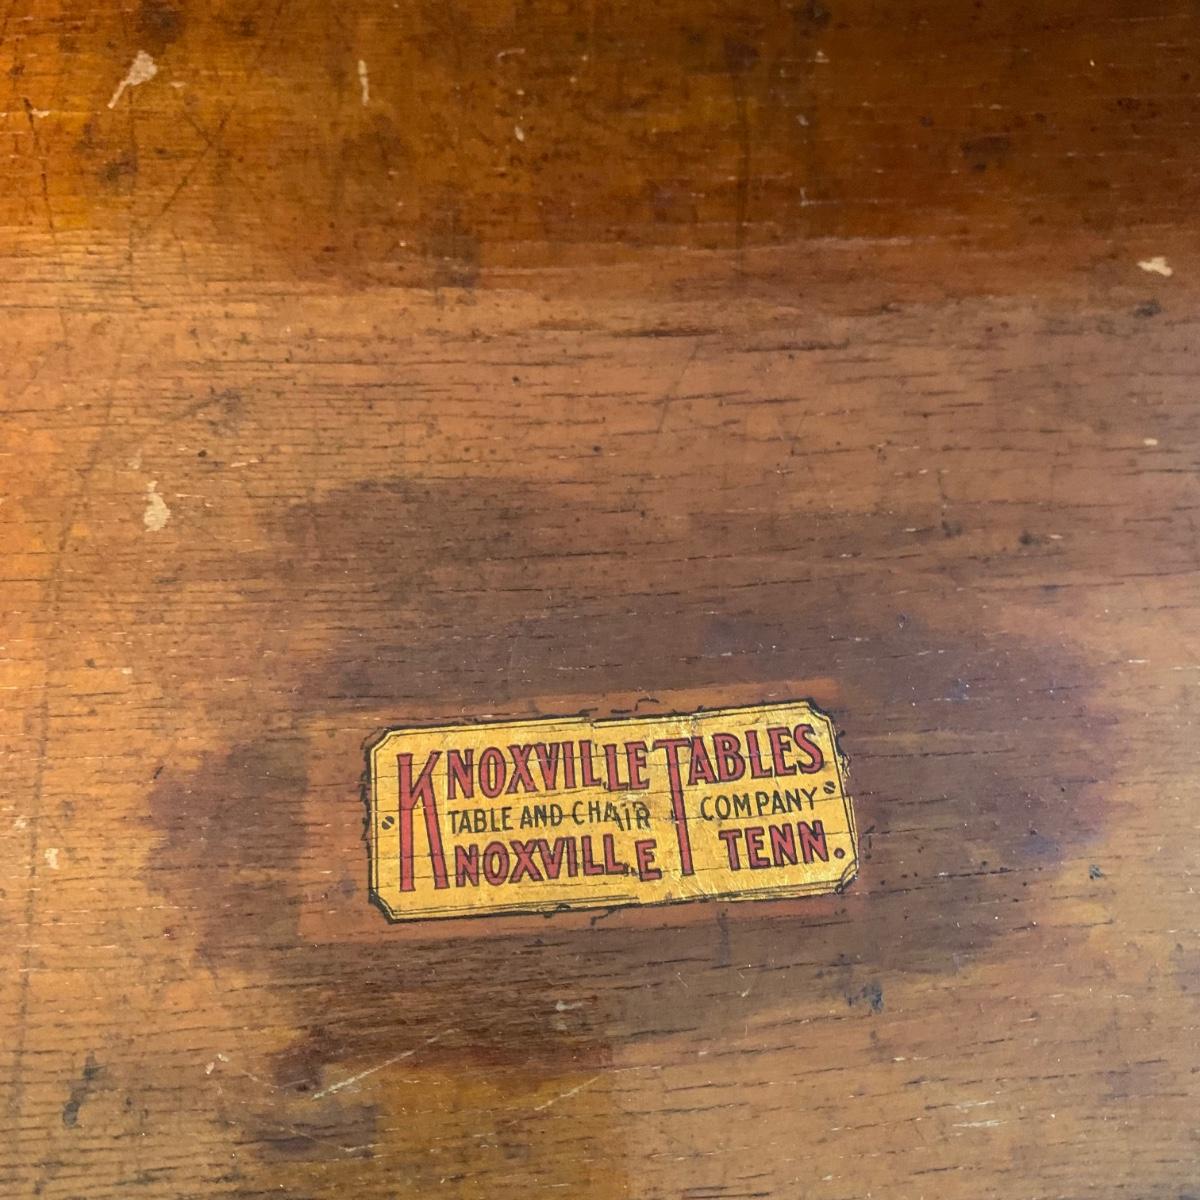 KNOXVILLE TABLES
TABLE AND CHAIR COMPANY
KNOXVILLE TENN.